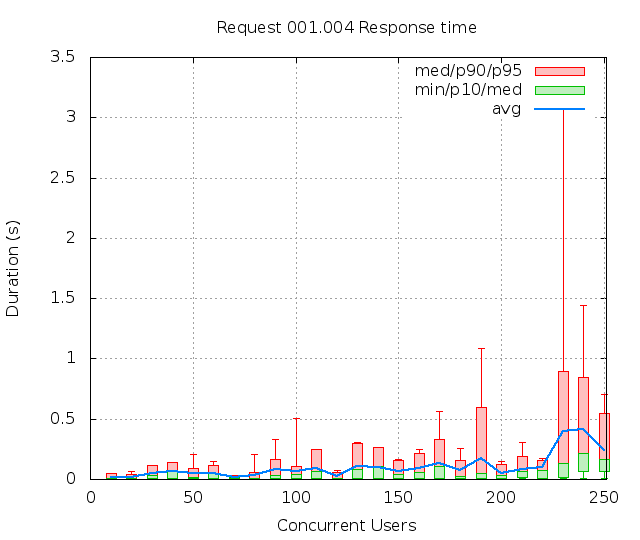 Request 001.004 Response time
med/p90/p95
min/p10/med
avg
3.5
3
2.5
2
1.5
1
0.5
0
0 50 100 150 200 250
Duration (s)
Concurrent Users